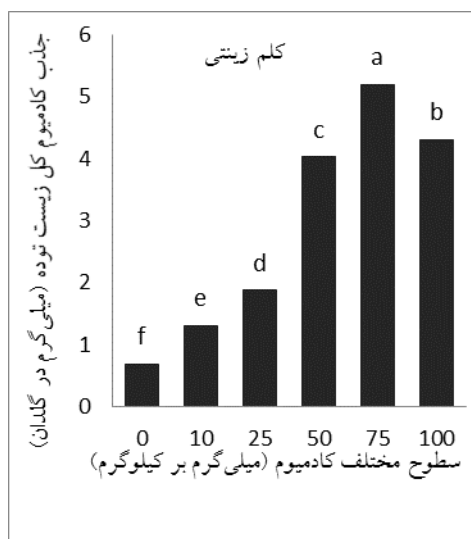 کلم زینتی
جذب کادمیوم کل زیست توده (میلی‌گرم در گلدان)
6
5
4
3
2
1
0
f
e
d
c
a
b
0 10 25 50 75 100
سطوح مختلف کادمیوم (میلی‌گرم بر کیلوگرم)